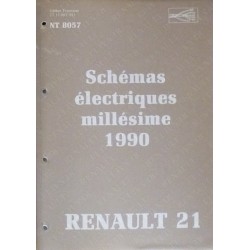 NT 8057
Schémas
électriques
millésime
1990
RENAULT 21